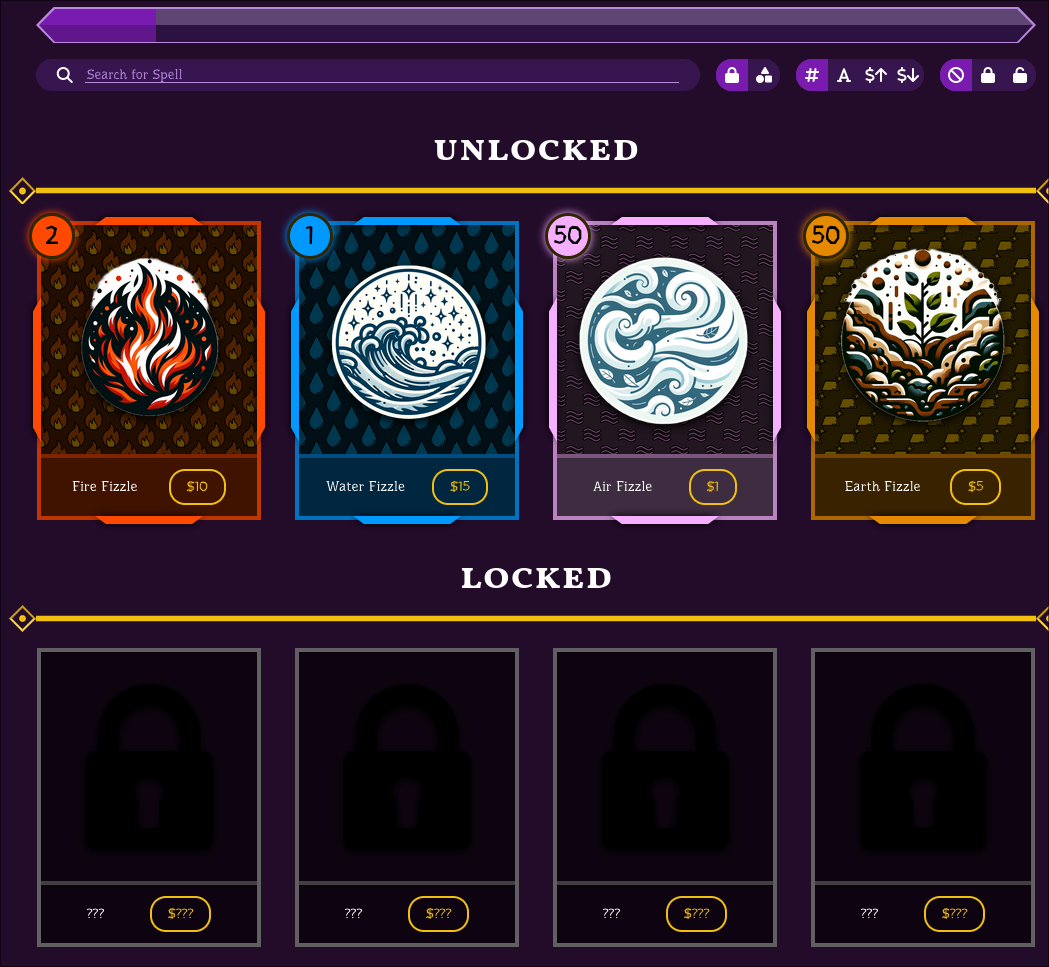 Search for Spell
# A $ $
UNLOCKED
2 1 50 50
Fire Fizzle $10 Water Fizzle $15 Air Fizzle $1 Earth Fizzle $5
LOCKED
??? $??? ??? $??? ??? $??? ??? $???